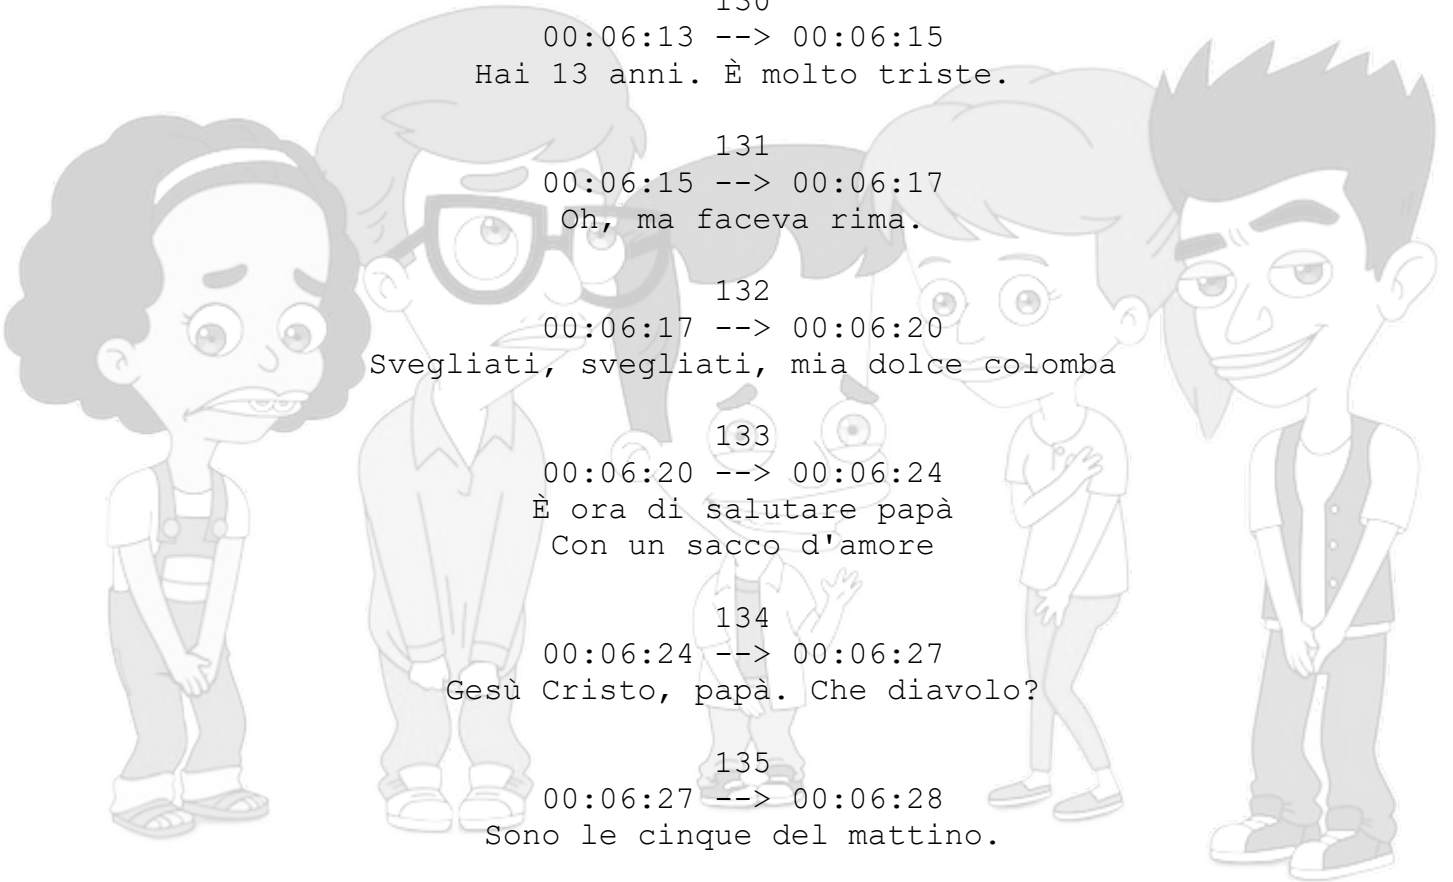 130
00:06:13 --> 00:06:15
Hai 13 anni. È molto triste.
131
00:06:15 --> 00:06:17
Oh, ma faceva rima.
132
00:06:17 --> 00:06:20
Svegliati, svegliati, mia dolce colomba
133
00:06:20 --> 00:06:24
È ora di salutare papà
Con un sacco d'amore
134
00:06:24 --> 00:06:27
Gesù Cristo, papà. Che diavolo?
135
00:06:27 --> 00:06:28
Sono le cinque del mattino.